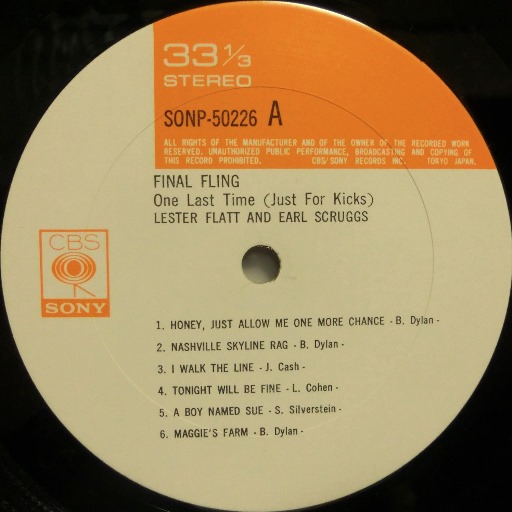 33 1/3
STEREO
SONP-50226 A
ALL RIGHTS OF THE MANUFACTURER AND OF THE OWNER OF THE RECORDED WORK
RESERVED. UNAUTHORIZED PUBLIC PERFORMANCE, BROADCASTING AND COPYING OF
THIS RECORD PROHIBITED. CBS/SONY RECORDS INC. TOKYO JAPAN.
FINAL FLING
One Last Time (Just For Kicks)
LESTER FLATT AND EARL SCRUGGS
CBS
SONY
1. HONEY, JUST ALLOW ME ONE MORE CHANCE - B. Dylan -
2. NASHVILLE SKYLINE RAG - B. Dylan -
3. I WALK THE LINE - J. Cash -
4. TONIGHT WILL BE FINE - L. Cohen -
5. A BOY NAMED SUE - S. Silverstein -
6. MAGGIE'S FARM - B. Dylan -